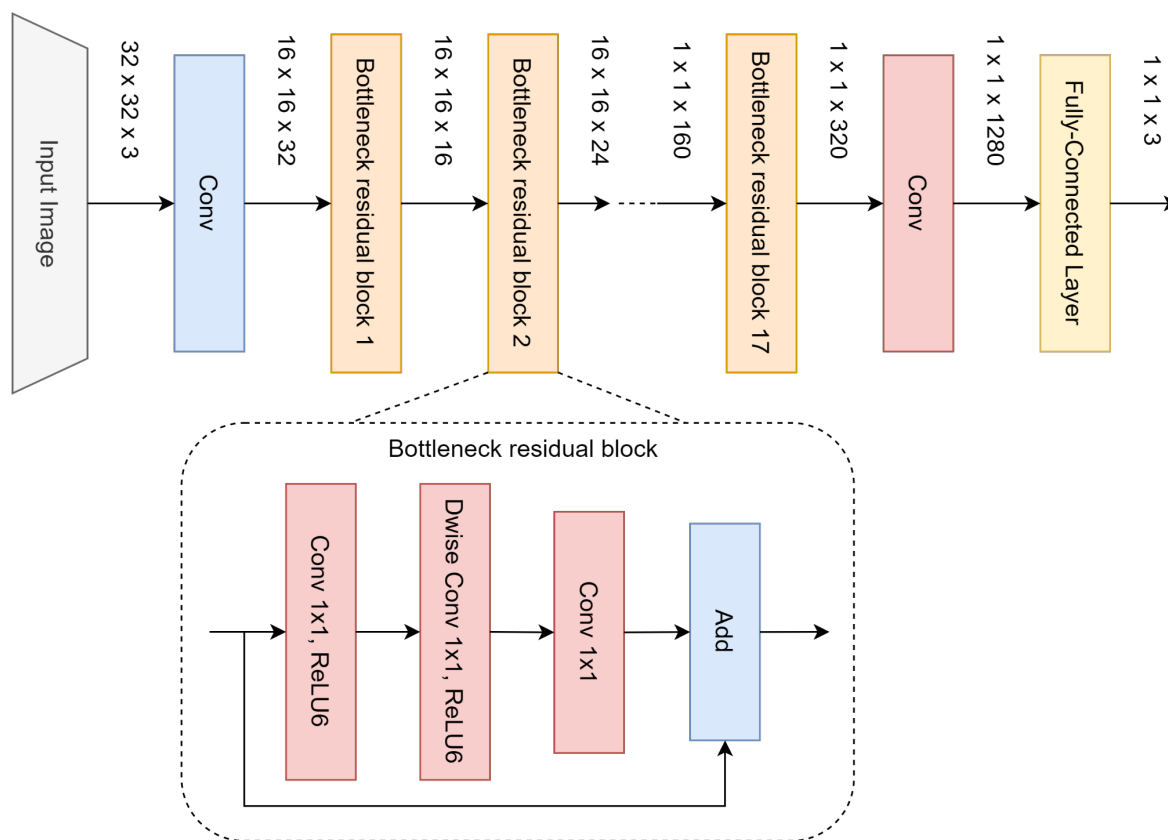 Input Image
32 x 32 x 3
Conv
16 x 16 x 32
Bottleneck residual block 1
16 x 16 x 16
Bottleneck residual block 2
16 x 16 x 24
1 x 1 x 160
Bottleneck residual block 17
1 x 1 x 320
Conv
1 x 1 x 1280
Fully-Connected Layer
1 x 1 x 3
Bottleneck residual block
Conv 1x1, ReLU6
Dwise Conv 1x1, ReLU6
Conv 1x1
Add